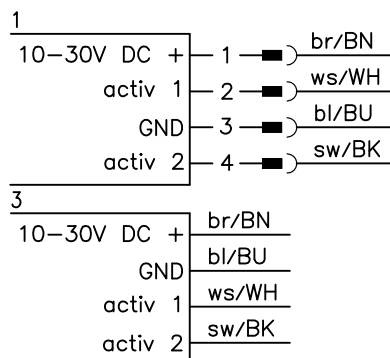 1
10-30V DC + 1 br/BN
activ 1 2 ws/WH
GND 3 bl/BU
activ 2 4 sw/BK
3
10-30V DC + br/BN
GND bl/BU
activ 1 ws/WH
activ 2 sw/BK